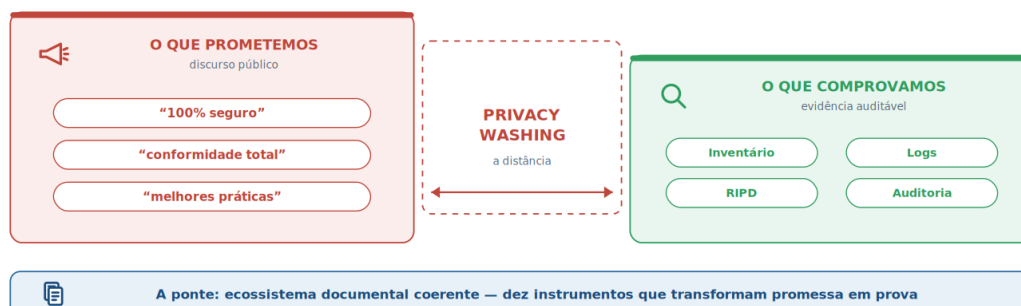 O QUE PROMETEMOS
discurso público
“100% seguro”
“conformidade total”
“melhores práticas”
PRIVACY
WASHING
a distância
O QUE COMPROVAMOS
evidência auditável
Inventário
Logs
RIPD
Auditoria
A ponte: ecossistema documental coerente — dez instrumentos que transformam promessa em prova